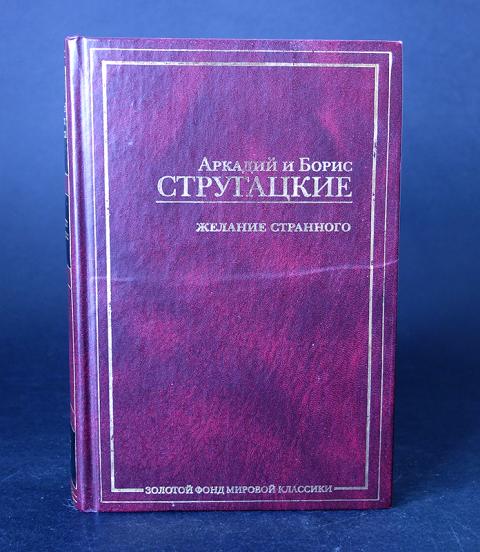 Аркадий и Борис
СТРУГАЦКИЕ
ЖЕЛАНИЕ СТРАННОГО
ЗОЛОТОЙ ФОНД МИРОВОЙ КЛАССИКИ